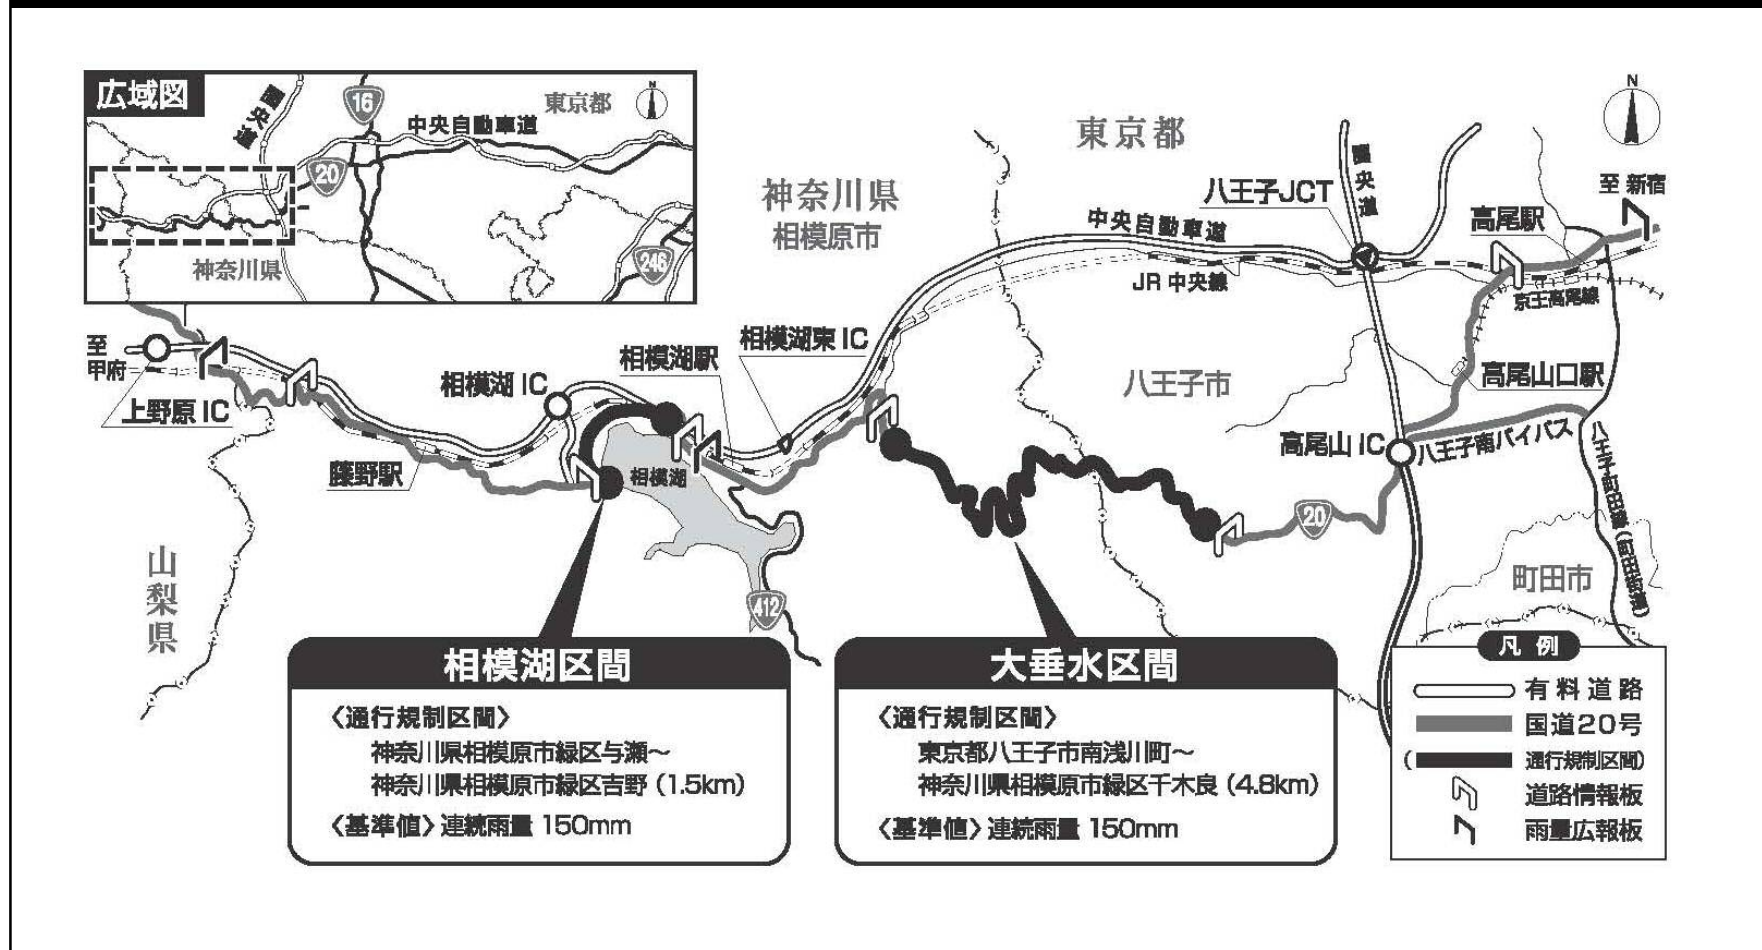 広域図
圏央道
16
東京都
N
中央自動車道
20
神奈川県
246
N
東京都
神奈川県
相模原市
八王子JCT
圏央道
至 新宿
高尾駅
中央自動車道
JR 中央線
京王高尾線
至
甲府
上野原IC
相模湖IC
相模湖駅
相模湖東IC
八王子市
高尾山口駅
高尾山IC
八王子南バイパス
八王子町田線(町田街道)
藤野駅
相模湖
20
山梨県
412
町田市
相模湖区間
〈通行規制区間〉
神奈川県相模原市緑区与瀬~
神奈川県相模原市緑区吉野(1.5km)
〈基準値〉連続雨量 150mm
大垂水区間
〈通行規制区間〉
東京都八王子市南浅川町~
神奈川県相模原市緑区千木良(4.8km)
〈基準値〉連続雨量 150mm
凡例
有料道路
国道20号
(通行規制区間)
道路情報板
雨量広報板